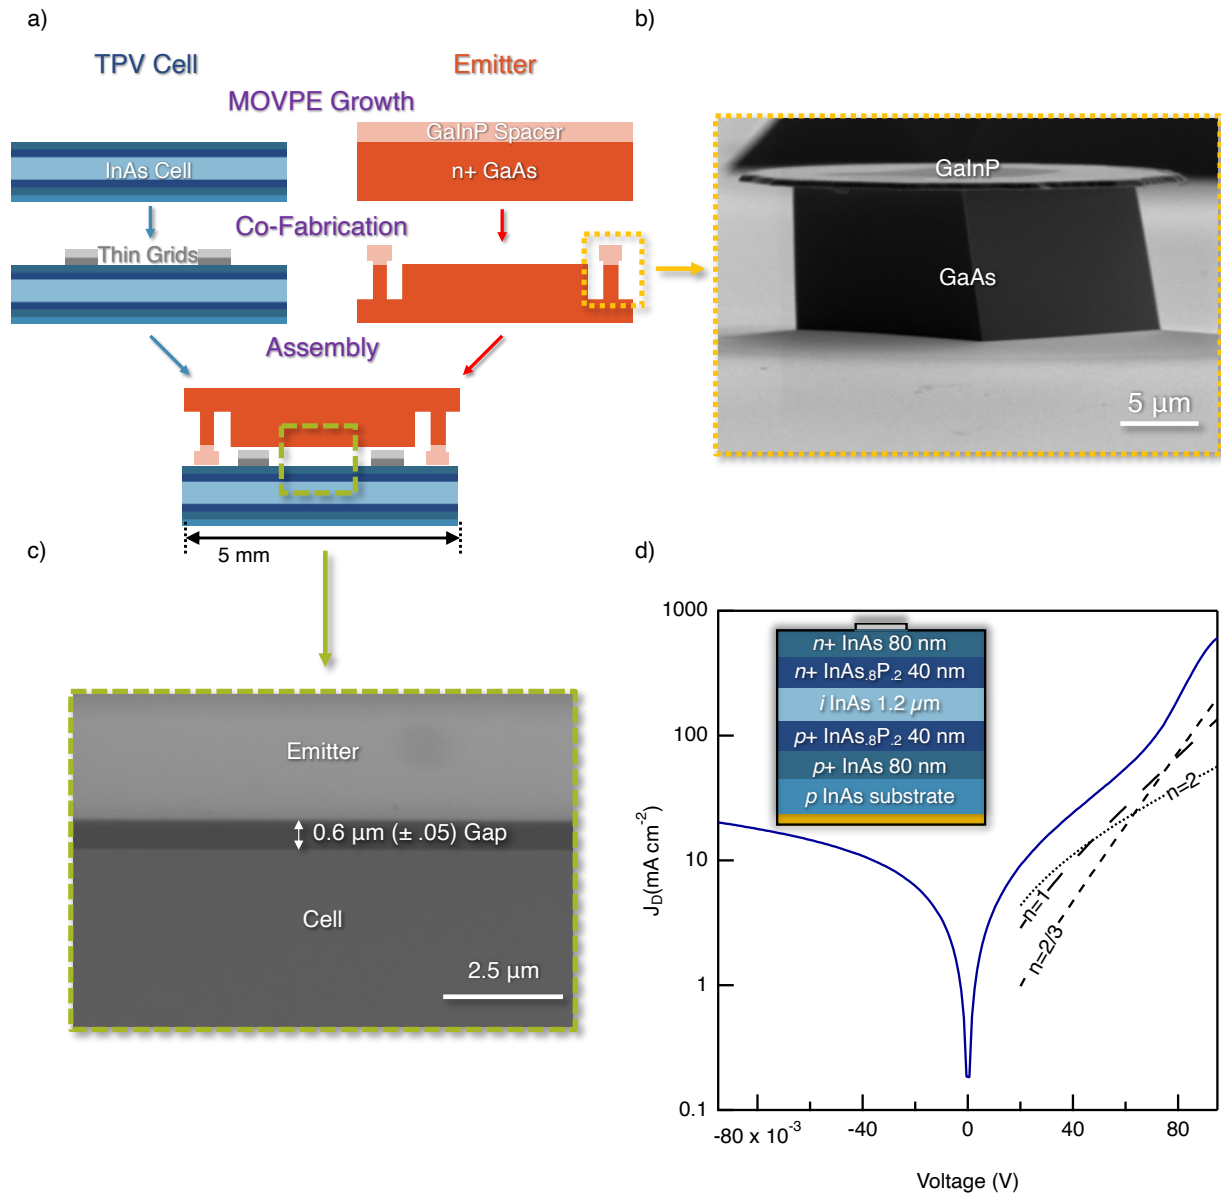 a)
TPV Cell
Emitter
MOVPE Growth
GaInP Spacer
InAs Cell
n+ GaAs
Co-Fabrication
Thin Grids
Assembly
5 mm
b)
GaInP
GaAs
5 µm
c)
Emitter
0.6 µm (± .05) Gap
Cell
2.5 µm
d)
1000
100
10
1
0.1
J_D(mA cm⁻²)
n+ InAs 80 nm
n+ InAs.8P.2 40 nm
i InAs 1.2 µm
p+ InAs.8P.2 40 nm
p+ InAs 80 nm
p InAs substrate
n=2
n=1
n=2/3
-80 x 10⁻³
-40
0
40
80
Voltage (V)